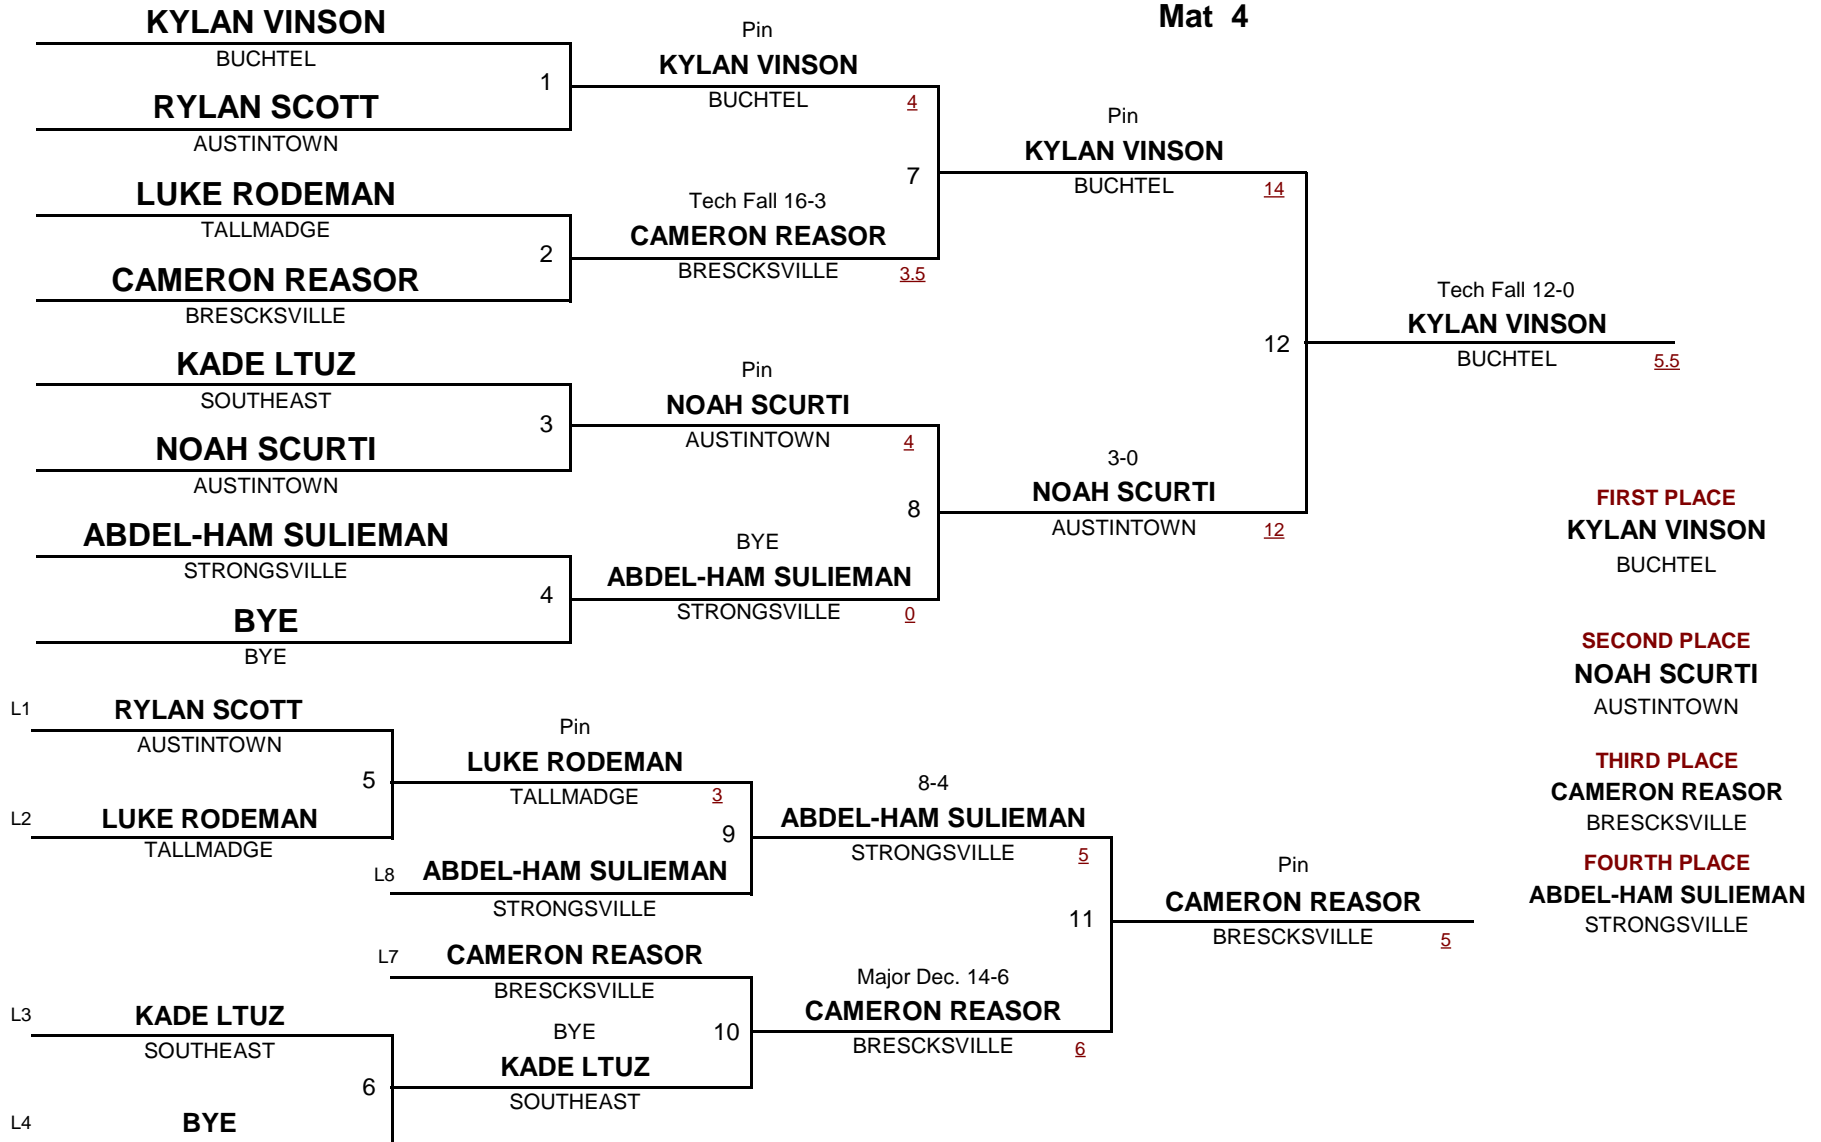 Mat 4
KYLAN VINSON
BUCHTEL
1
RYLAN SCOTT
AUSTINTOWN
LUKE RODEMAN
TALLMADGE
2
CAMERON REASOR
BRESCKSVILLE
KADE LTUZ
SOUTHEAST
3
NOAH SCURTI
AUSTINTOWN
ABDEL-HAM SULIEMAN
STRONGSVILLE
4
BYE
BYE
Pin
KYLAN VINSON
BUCHTEL 4
7
Tech Fall 16-3
CAMERON REASOR
BRESCKSVILLE 3.5
Pin
NOAH SCURTI
AUSTINTOWN 4
8
BYE
ABDEL-HAM SULIEMAN
STRONGSVILLE 0
Pin
KYLAN VINSON
BUCHTEL 14
12
3-0
NOAH SCURTI
AUSTINTOWN 12
Tech Fall 12-0
KYLAN VINSON
BUCHTEL 5.5
FIRST PLACE
KYLAN VINSON
BUCHTEL
SECOND PLACE
NOAH SCURTI
AUSTINTOWN
THIRD PLACE
CAMERON REASOR
BRESCKSVILLE
FOURTH PLACE
ABDEL-HAM SULIEMAN
STRONGSVILLE
L1 RYLAN SCOTT
AUSTINTOWN
5
L2 LUKE RODEMAN
TALLMADGE
L3 KADE LTUZ
SOUTHEAST
6
L4 BYE
Pin
LUKE RODEMAN
TALLMADGE 3
9
L8 ABDEL-HAM SULIEMAN
STRONGSVILLE
L7 CAMERON REASOR
BRESCKSVILLE
BYE 10
KADE LTUZ
SOUTHEAST
8-4
ABDEL-HAM SULIEMAN
STRONGSVILLE 5
11
Major Dec. 14-6
CAMERON REASOR
BRESCKSVILLE 6
Pin
CAMERON REASOR
BRESCKSVILLE 5